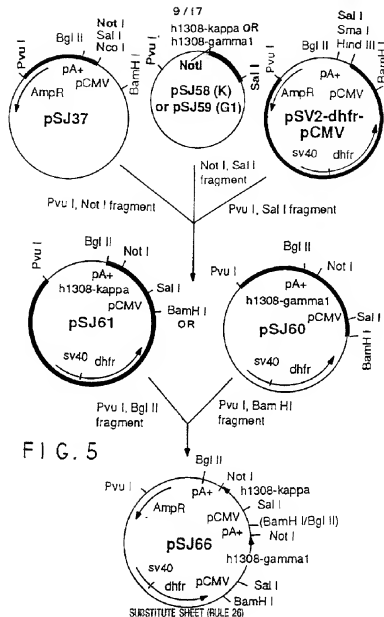 9/17
Not I
Sal I
Nco I
Bgl II
Pvu I
pA+
pCMV
BamH I
AmpR
pSJ37
h1308-kappa OR
h1308-gamma1
Pvu I
NotI
Sal I
pSJ58 (K)
or pSJ59 (G1)
Sal I
Sma I
Hind III
Bgl II
Pvu I
pA+
pCMV
AmpR
pSV2-dhfr-
pCMV
sv40
dhfr
Not I, Sal I
fragment
Pvu I, Not I fragment
Pvu I, Sal I fragment
Bgl II
Not I
Pvu I
pA+
h1308-kappa
Sal I
pCMV
BamH I
pSJ61
sv40
dhfr
OR
Bgl II
Not I
Pvu I
pA+
h1308-gamma1
pCMV
Sal I
BamH I
pSJ60
sv40
dhfr
Pvu I, Bgl II
fragment
Pvu I, Bam HI
fragment
FIG.5
Bgl II
Not I
Pvu I
pA+
h1308-kappa
Sal I
AmpR
pCMV
(BamH I/Bgl II)
pA+
Not I
pSJ66
h1308-gamma1
sv40
dhfr
pCMV
Sal I
BamH I
SUBSTITUTE SHEET (RULE 26)